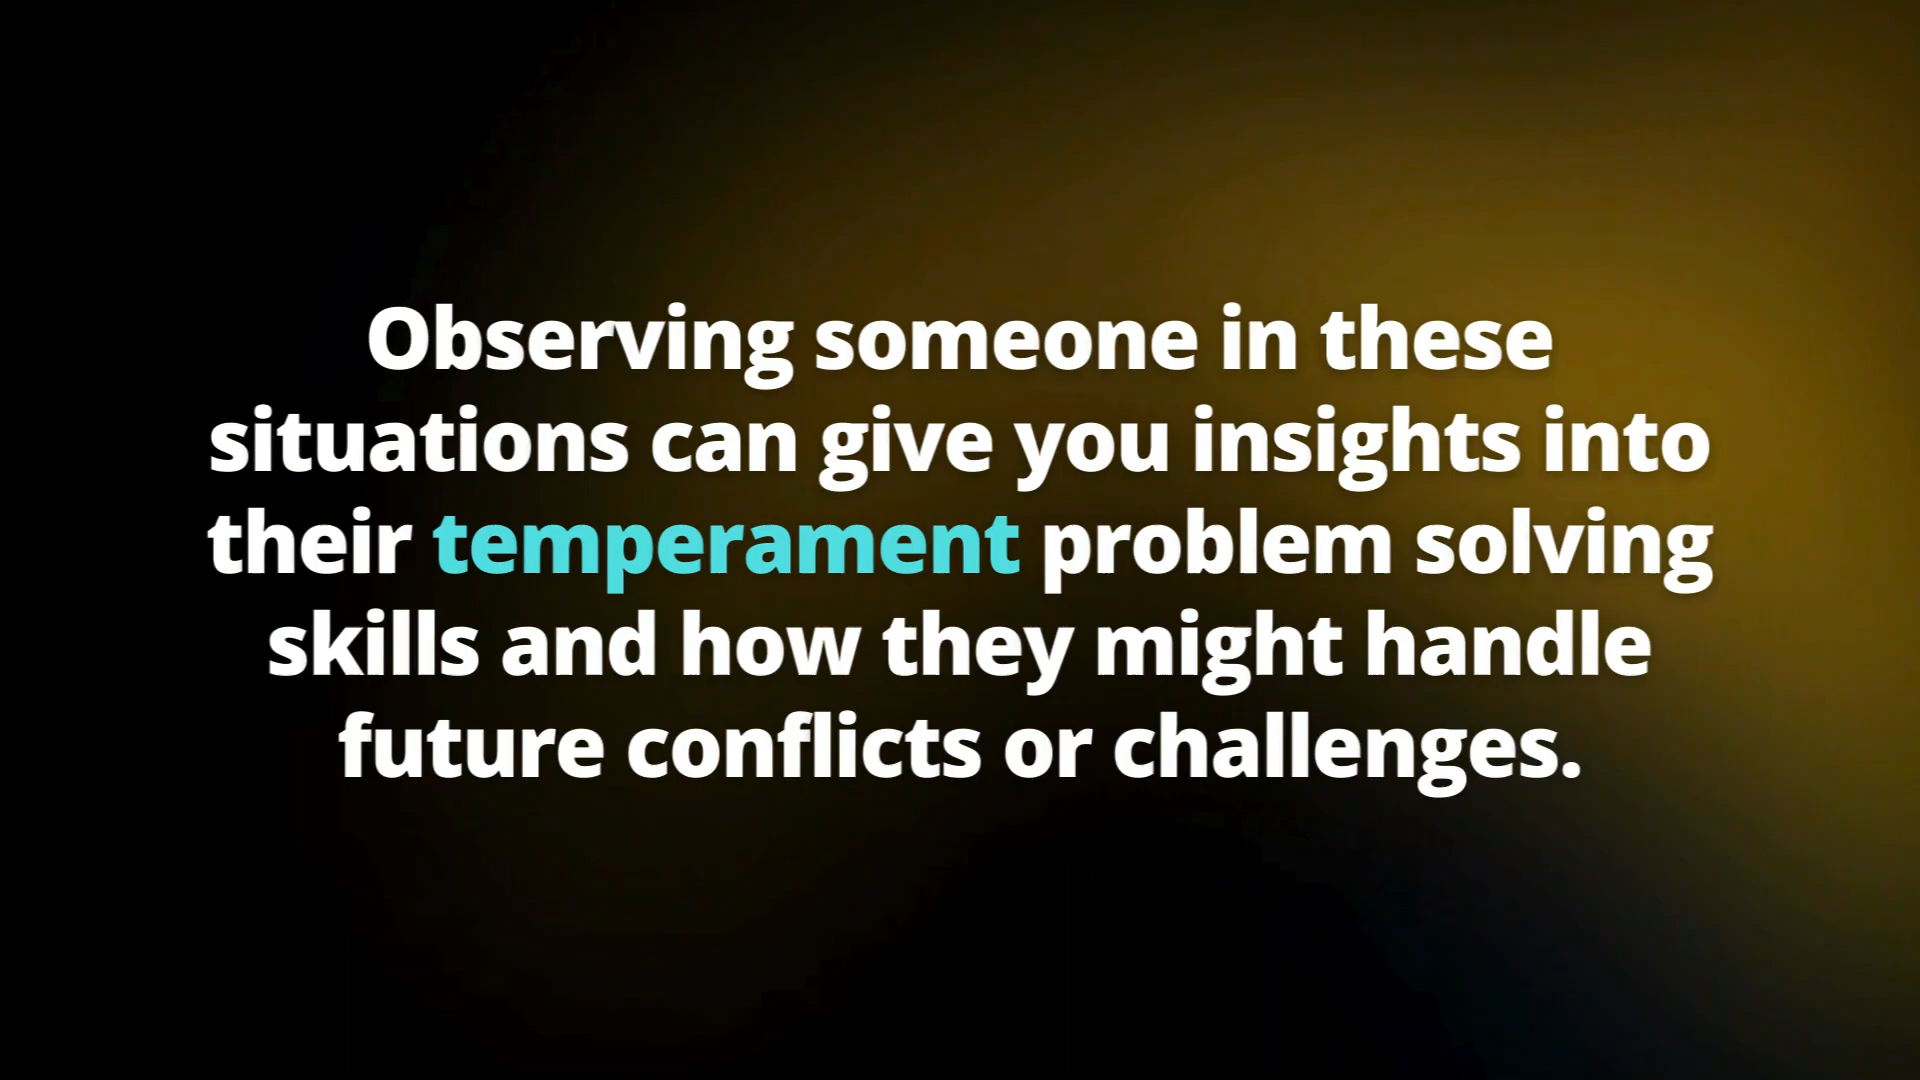 Observing someone in these
situations can give you insights into
their temperament problem solving
skills and how they might handle
future conflicts or challenges.